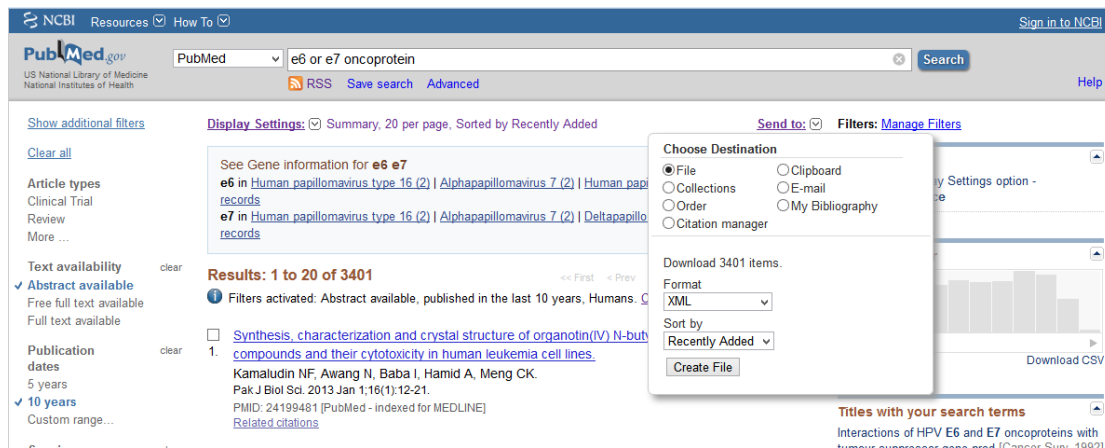 NCBI Resources How To Sign in to NCBI
PubMed.gov
US National Library of Medicine
National Institutes of Health
PubMed
e6 or e7 oncoprotein
Search
RSS Save search Advanced
Help
Show additional filters
Clear all
Article types
Clinical Trial
Review
More ...
Text availability clear
Abstract available
Free full text available
Full text available
Publication clear
dates
5 years
10 years
Custom range...
Display Settings: Summary, 20 per page, Sorted by Recently Added
Send to:
See Gene information for e6 e7
e6 in Human papillomavirus type 16 (2) | Alphapapillomavirus 7 (2) | Human papi
records
e7 in Human papillomavirus type 16 (2) | Alphapapillomavirus 7 (2) | Deltapapillo
records
Results: 1 to 20 of 3401
<< First < Prev
Filters activated: Abstract available, published in the last 10 years, Humans. C
Synthesis, characterization and crystal structure of organotin(IV) N-buty
1. compounds and their cytotoxicity in human leukemia cell lines.
Kamaludin NF, Awang N, Baba I, Hamid A, Meng CK.
Pak J Biol Sci. 2013 Jan 1;16(1):12-21.
PMID: 24199481 [PubMed - indexed for MEDLINE]
Related citations
Choose Destination
File Clipboard
Collections E-mail
Order My Bibliography
Citation manager
Download 3401 items.
Format
XML
Sort by
Recently Added
Create File
Filters: Manage Filters
y Settings option -
Download CSV
Titles with your search terms
Interactions of HPV E6 and E7 oncoproteins with
tumour suppressor gene prod [Cancer Surv. 1992]